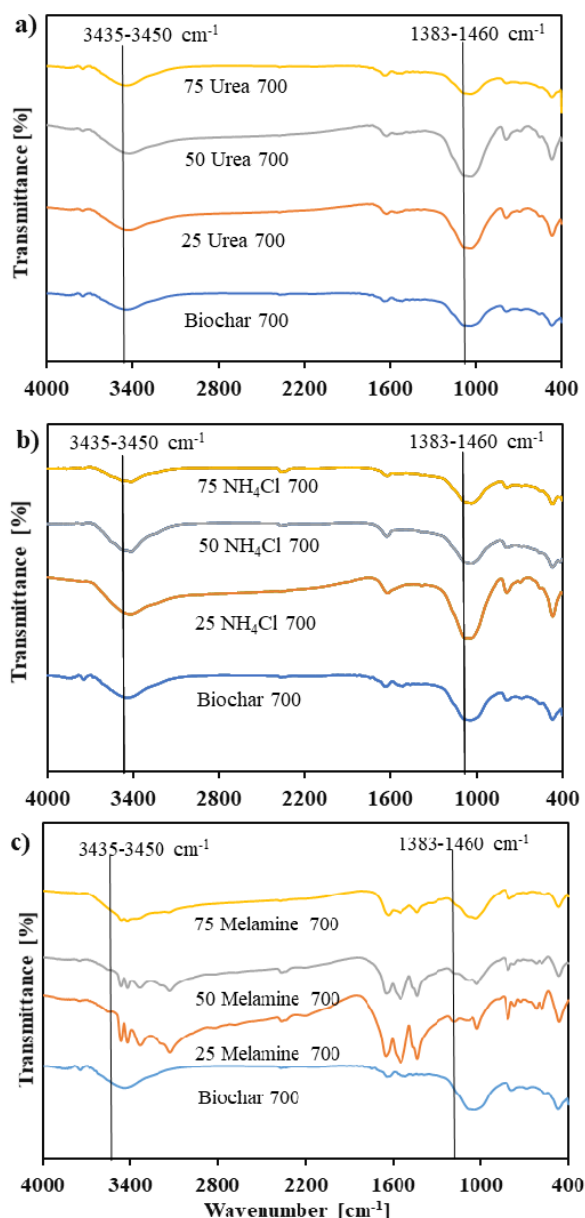 a)
3435-3450 cm-1
1383-1460 cm-1
75 Urea 700
50 Urea 700
25 Urea 700
Biochar 700
Transmittance [%]
4000 3400 2800 2200 1600 1000 400
b)
3435-3450 cm-1
1383-1460 cm-1
75 NH4Cl 700
50 NH4Cl 700
25 NH4Cl 700
Biochar 700
Transmittance [%]
4000 3400 2800 2200 1600 1000 400
c)
3435-3450 cm-1
1383-1460 cm-1
75 Melamine 700
50 Melamine 700
25 Melamine 700
Biochar 700
Transmittance [%]
4000 3400 2800 2200 1600 1000 400
Wavenumber [cm-1]